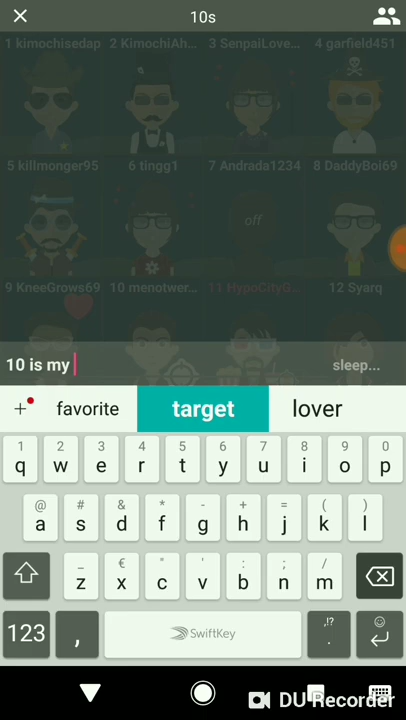 10s
1 kimochisedap 2 KimochiAh... 3 SenpaiLove... 4 garfield451
5 killmonger95 6 tingg1 7 Andrada1234 8 DaddyBoi69
off
9 KneeGrows69 10 menotwer... 11 HypoCityG... 12 Syarq
10 is my sleep...
+ favorite target lover
1 2 3 4 5 6 7 8 9 0
q w e r t y u i o p
@ # & * - + = ( )
a s d f g h j k l
_ € " ' : ; /
z x c v b n m
123 , SwiftKey ,!? .
DU Recorder